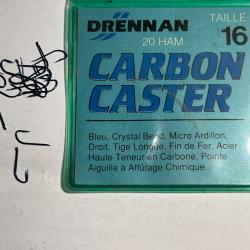 DRENNAN TAILLE
20 HAM. 16
CARBON
CASTER
Bleu, Crystal Bend, Micro Ardillon,
Droit, Tige Longue, Fin de Fer, Acier
Haute Teneur en Carbone, Pointe
Aiguille à Affûtage Chimique.